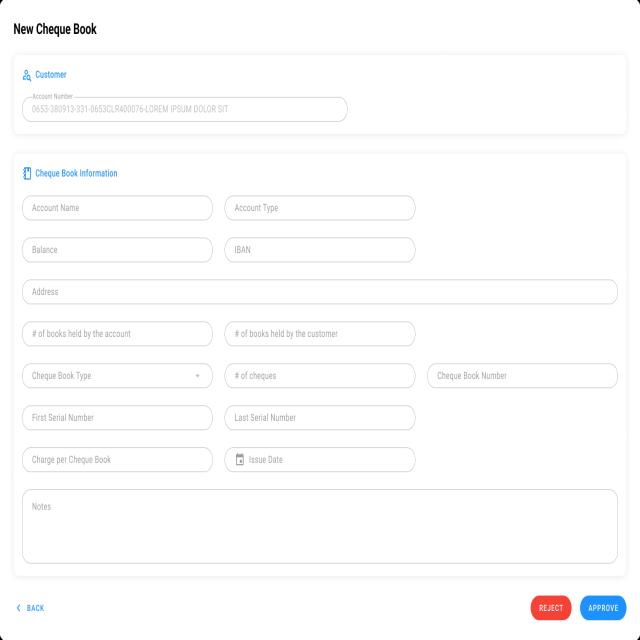 New Cheque Book
Customer
Account Number
0653-380913-331-0653CLR400076-LOREM IPSUM DOLOR SIT
Cheque Book Information
Account Name
Account Type
Balance
IBAN
Address
# of books held by the account
# of books held by the customer
Cheque Book Type
# of cheques
Cheque Book Number
First Serial Number
Last Serial Number
Charge per Cheque Book
Issue Date
Notes
BACK
REJECT
APPROVE